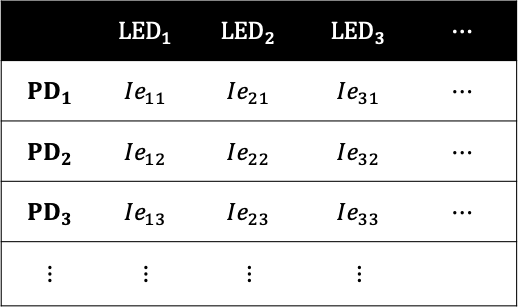 LED₁ LED₂ LED₃ ⋯
PD₁ Ie₁₁ Ie₂₁ Ie₃₁ ⋯
PD₂ Ie₁₂ Ie₂₂ Ie₃₂ ⋯
PD₃ Ie₁₃ Ie₂₃ Ie₃₃ ⋯
⋮ ⋮ ⋮ ⋮